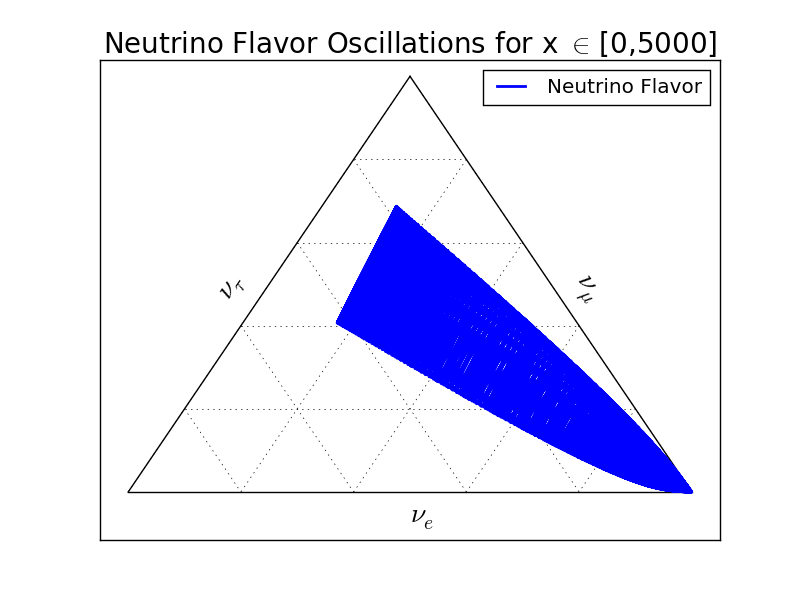 Neutrino Flavor Oscillations for x ∈ [0,5000]
Neutrino Flavor
ν_τ
ν_μ
ν_e